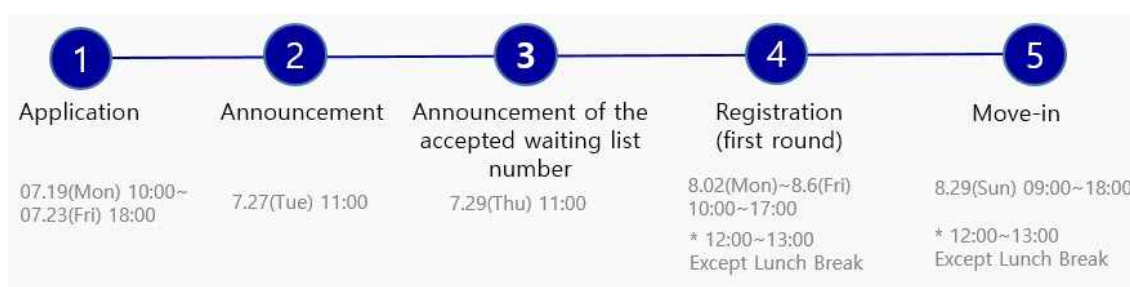 1
Application
07.19(Mon) 10:00~
07.23(Fri) 18:00
2
Announcement
7.27(Tue) 11:00
3
Announcement of the
accepted waiting list
number
7.29(Thu) 11:00
4
Registration
(first round)
8.02(Mon)~8.6(Fri)
10:00~17:00
* 12:00~13:00
Except Lunch Break
5
Move-in
8.29(Sun) 09:00~18:00
* 12:00~13:00
Except Lunch Break